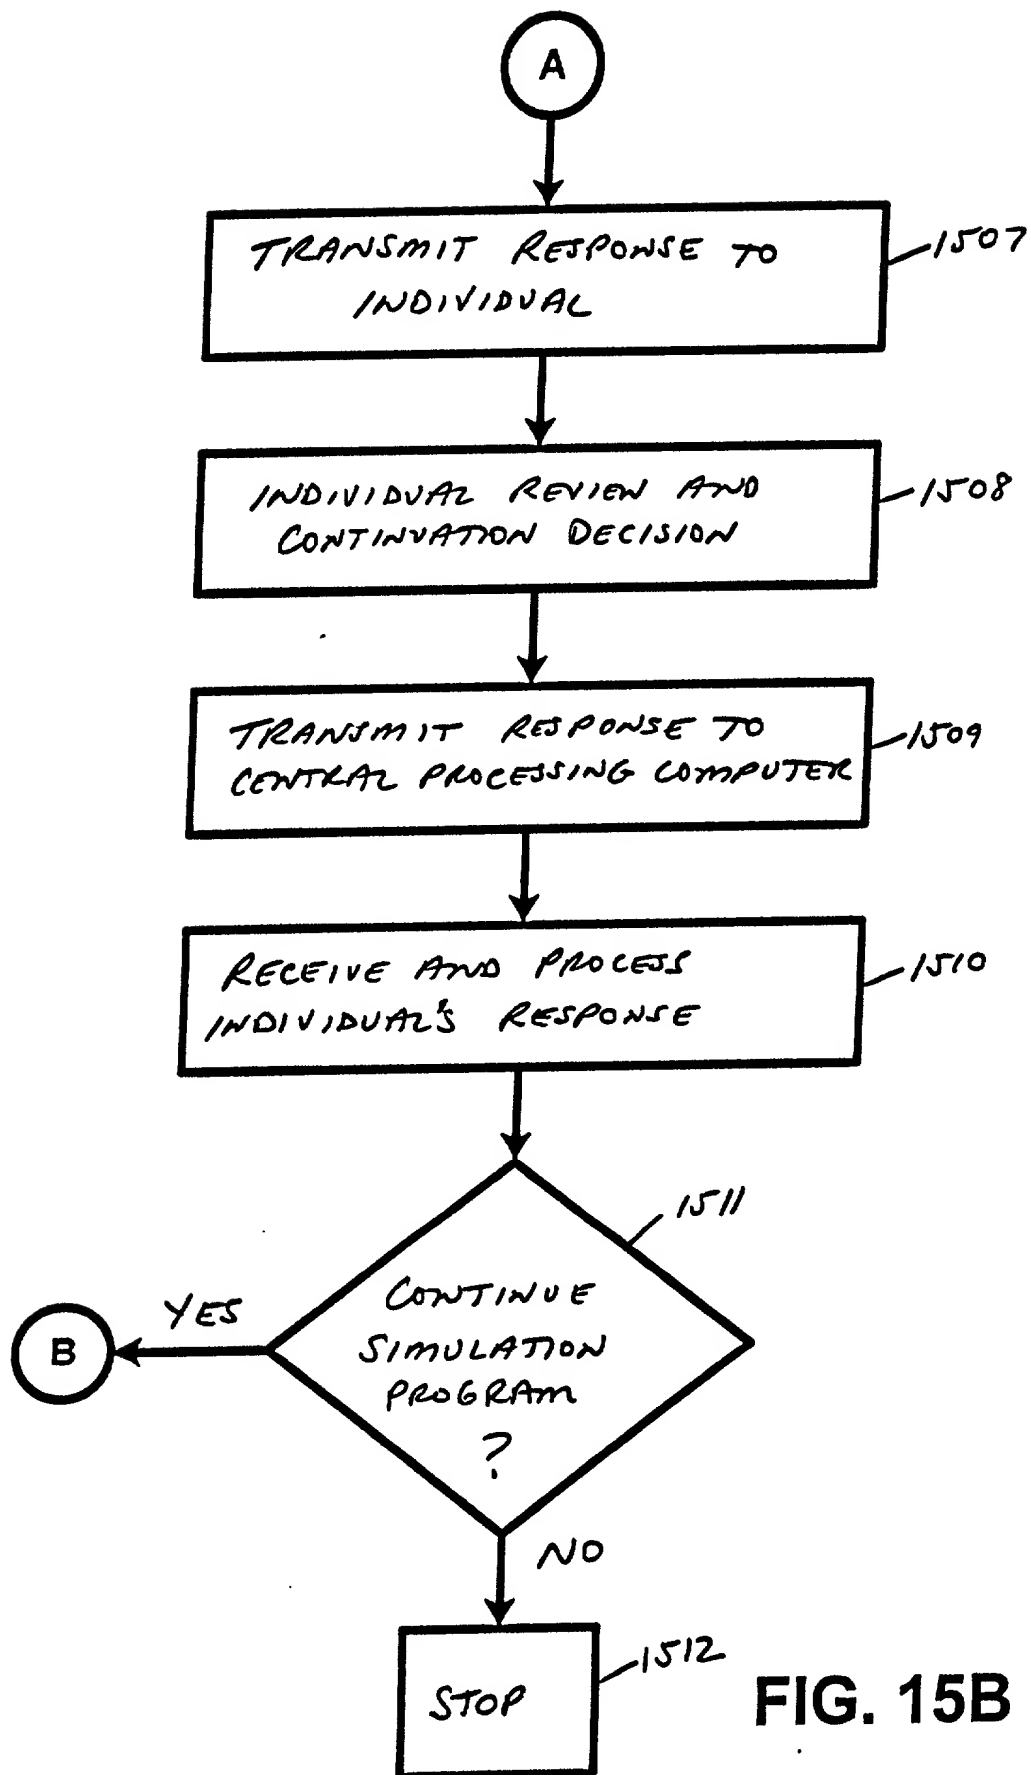 A
TRANSMIT RESPONSE TO
INDIVIDUAL
1507
INDIVIDUAL REVIEW AND
CONTINUATION DECISION
1508
TRANSMIT RESPONSE TO
CENTRAL PROCESSING COMPUTER
1509
RECEIVE AND PROCESS
INDIVIDUAL'S RESPONSE
1510
1511
CONTINUE
SIMULATION
PROGRAM
?
YES
B
NO
STOP
1512
FIG. 15B